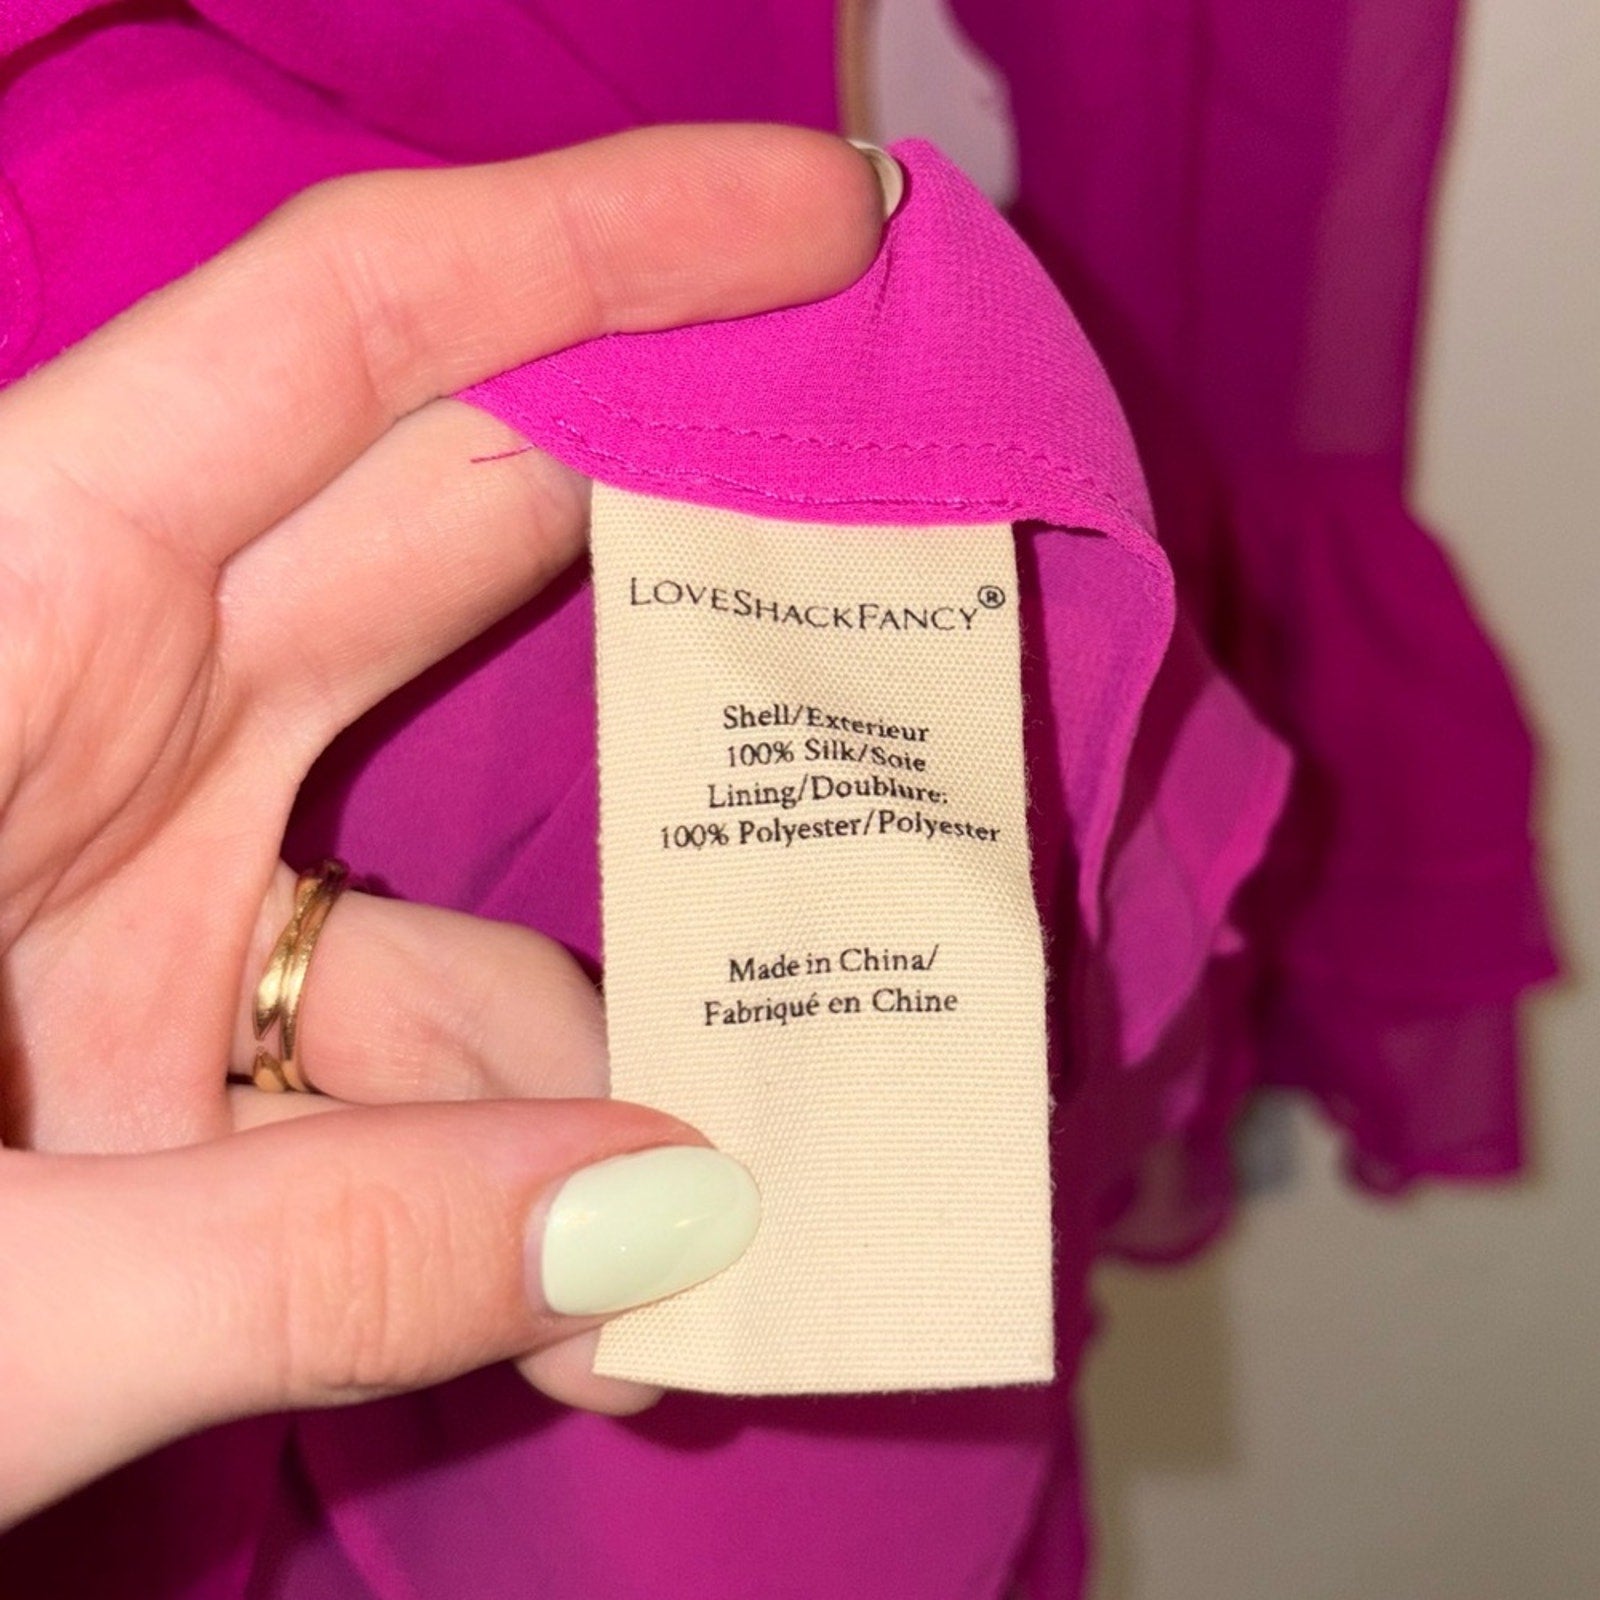 LOVESHACKFANCY®
Shell/Exterieur
100% Silk/Soie
Lining/Doublure:
100% Polyester/Polyester
Made in China/
Fabriqué en Chine